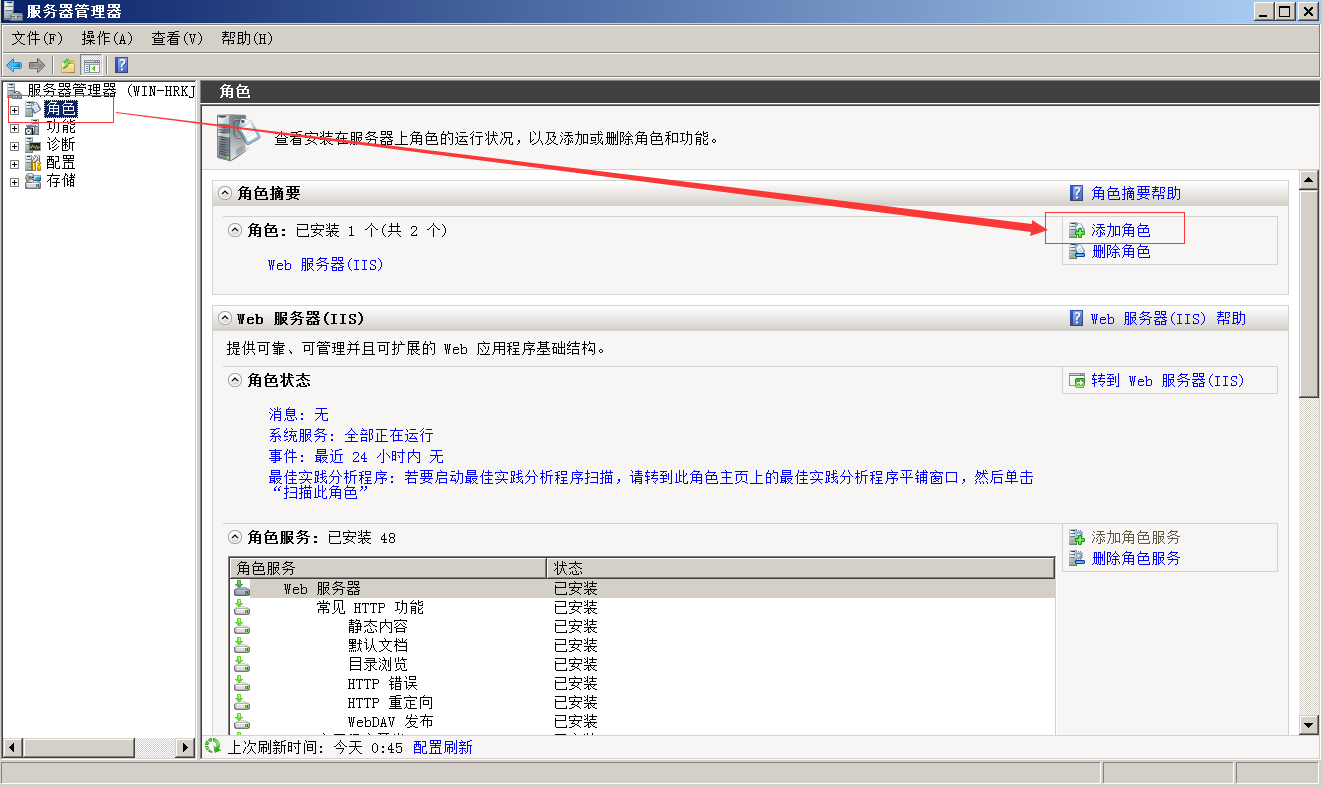 服务器管理器
文件(F) 操作(A) 查看(V) 帮助(H)
服务器管理器 (WIN-HRKJ
角色
功能
诊断
配置
存储
角色
查看安装在服务器上角色的运行状况，以及添加或删除角色和功能。
角色摘要
角色摘要帮助
角色: 已安装 1 个(共 2 个)
添加角色
删除角色
Web 服务器(IIS)
Web 服务器(IIS)
Web 服务器(IIS) 帮助
提供可靠、可管理并且可扩展的 Web 应用程序基础结构。
角色状态
转到 Web 服务器(IIS)
消息: 无
系统服务: 全部正在运行
事件: 最近 24 小时内 无
最佳实践分析程序: 若要启动最佳实践分析程序扫描，请转到此角色主页上的最佳实践分析程序平铺窗口，然后单击
“扫描此角色”
角色服务: 已安装 48
添加角色服务
删除角色服务
角色服务 状态
Web 服务器 已安装
常见 HTTP 功能 已安装
静态内容 已安装
默认文档 已安装
目录浏览 已安装
HTTP 错误 已安装
HTTP 重定向 已安装
WebDAV 发布 已安装
上次刷新时间: 今天 0:45 配置刷新